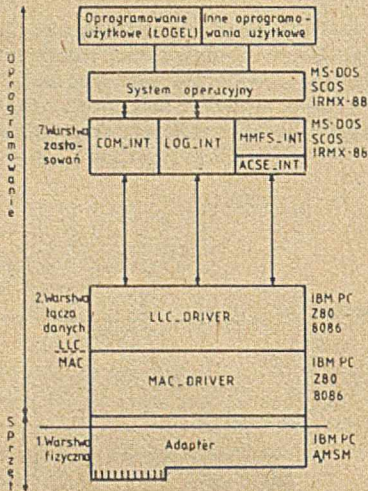 Oprogramowanie
użytkowe (LOGEL)
Inne oprogramo-
wania użytkowe
System operacyjny
MS-DOS
SCOS
IRMX-88
7.Warstwa
zasto-
sowań
COM_INT
LOG_INT
MMFS_INT
ACSE_INT
MS-DOS
SCOS
IRMX-86
Oprogramowanie
2.Warstwa
łącza
danych
LLC
MAC
LLC_DRIVER
IBM PC
Z80
8086
MAC_DRIVER
IBM PC
Z80
8086
Sprzęt
1.Warstwa
fizyczna
Adapter
IBM PC
AMSM